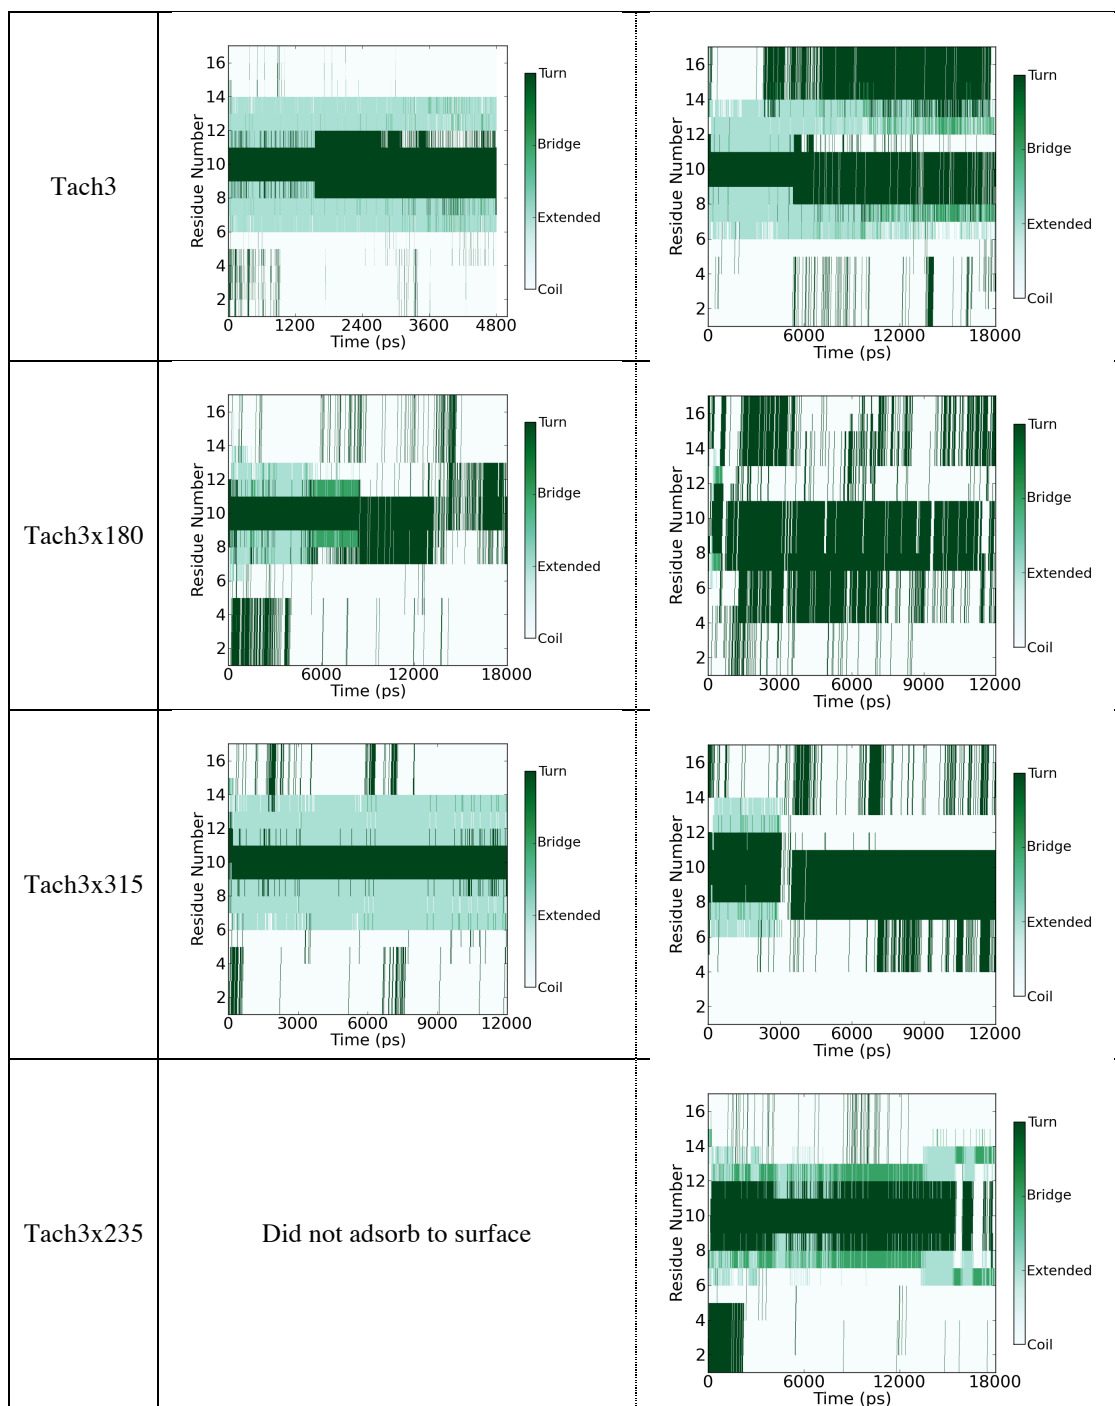 Tach3
16
14
12
10
8
6
4
2
Residue Number
0 1200 2400 3600 4800
Time (ps)
Turn
Bridge
Extended
Coil
16
14
12
10
8
6
4
2
Residue Number
0 6000 12000 18000
Time (ps)
Turn
Bridge
Extended
Coil
Tach3x180
16
14
12
10
8
6
4
2
Residue Number
0 6000 12000 18000
Time (ps)
Turn
Bridge
Extended
Coil
16
14
12
10
8
6
4
2
Residue Number
0 3000 6000 9000 12000
Time (ps)
Turn
Bridge
Extended
Coil
Tach3x315
16
14
12
10
8
6
4
2
Residue Number
0 3000 6000 9000 12000
Time (ps)
Turn
Bridge
Extended
Coil
16
14
12
10
8
6
4
2
Residue Number
0 3000 6000 9000 12000
Time (ps)
Turn
Bridge
Extended
Coil
Tach3x235
Did not adsorb to surface
16
14
12
10
8
6
4
2
Residue Number
0 6000 12000 18000
Time (ps)
Turn
Bridge
Extended
Coil